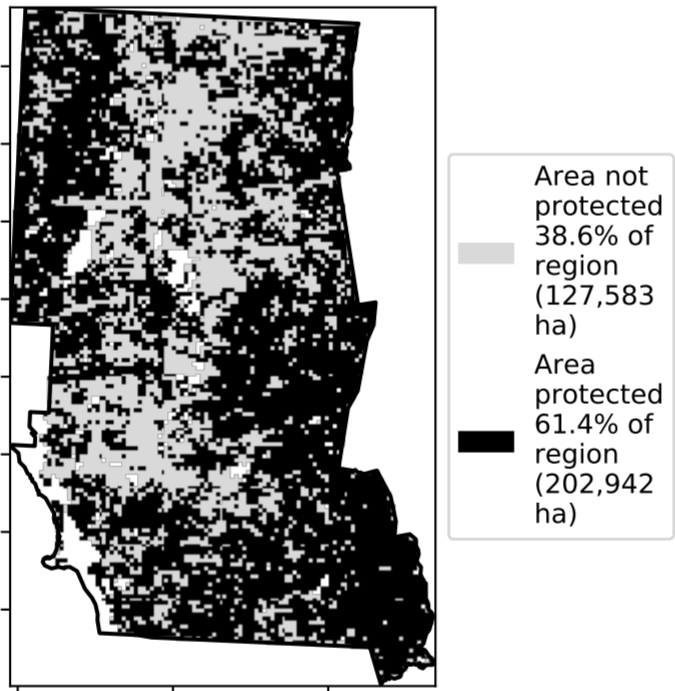 Area not
protected
38.6% of
region
(127,583
ha)
Area
protected
61.4% of
region
(202,942
ha)